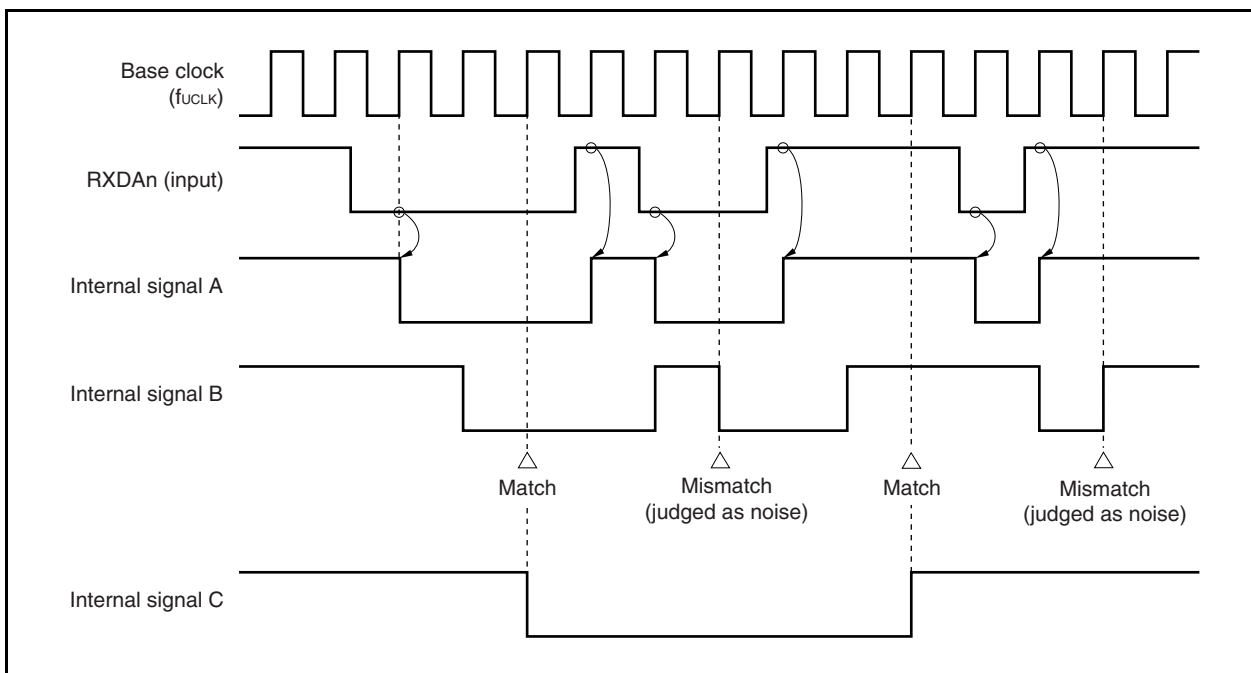 Base clock
(fUCLK)
RXDAn (input)
Internal signal A
Internal signal B
Match
Mismatch
(judged as noise)
Match
Mismatch
(judged as noise)
Internal signal C